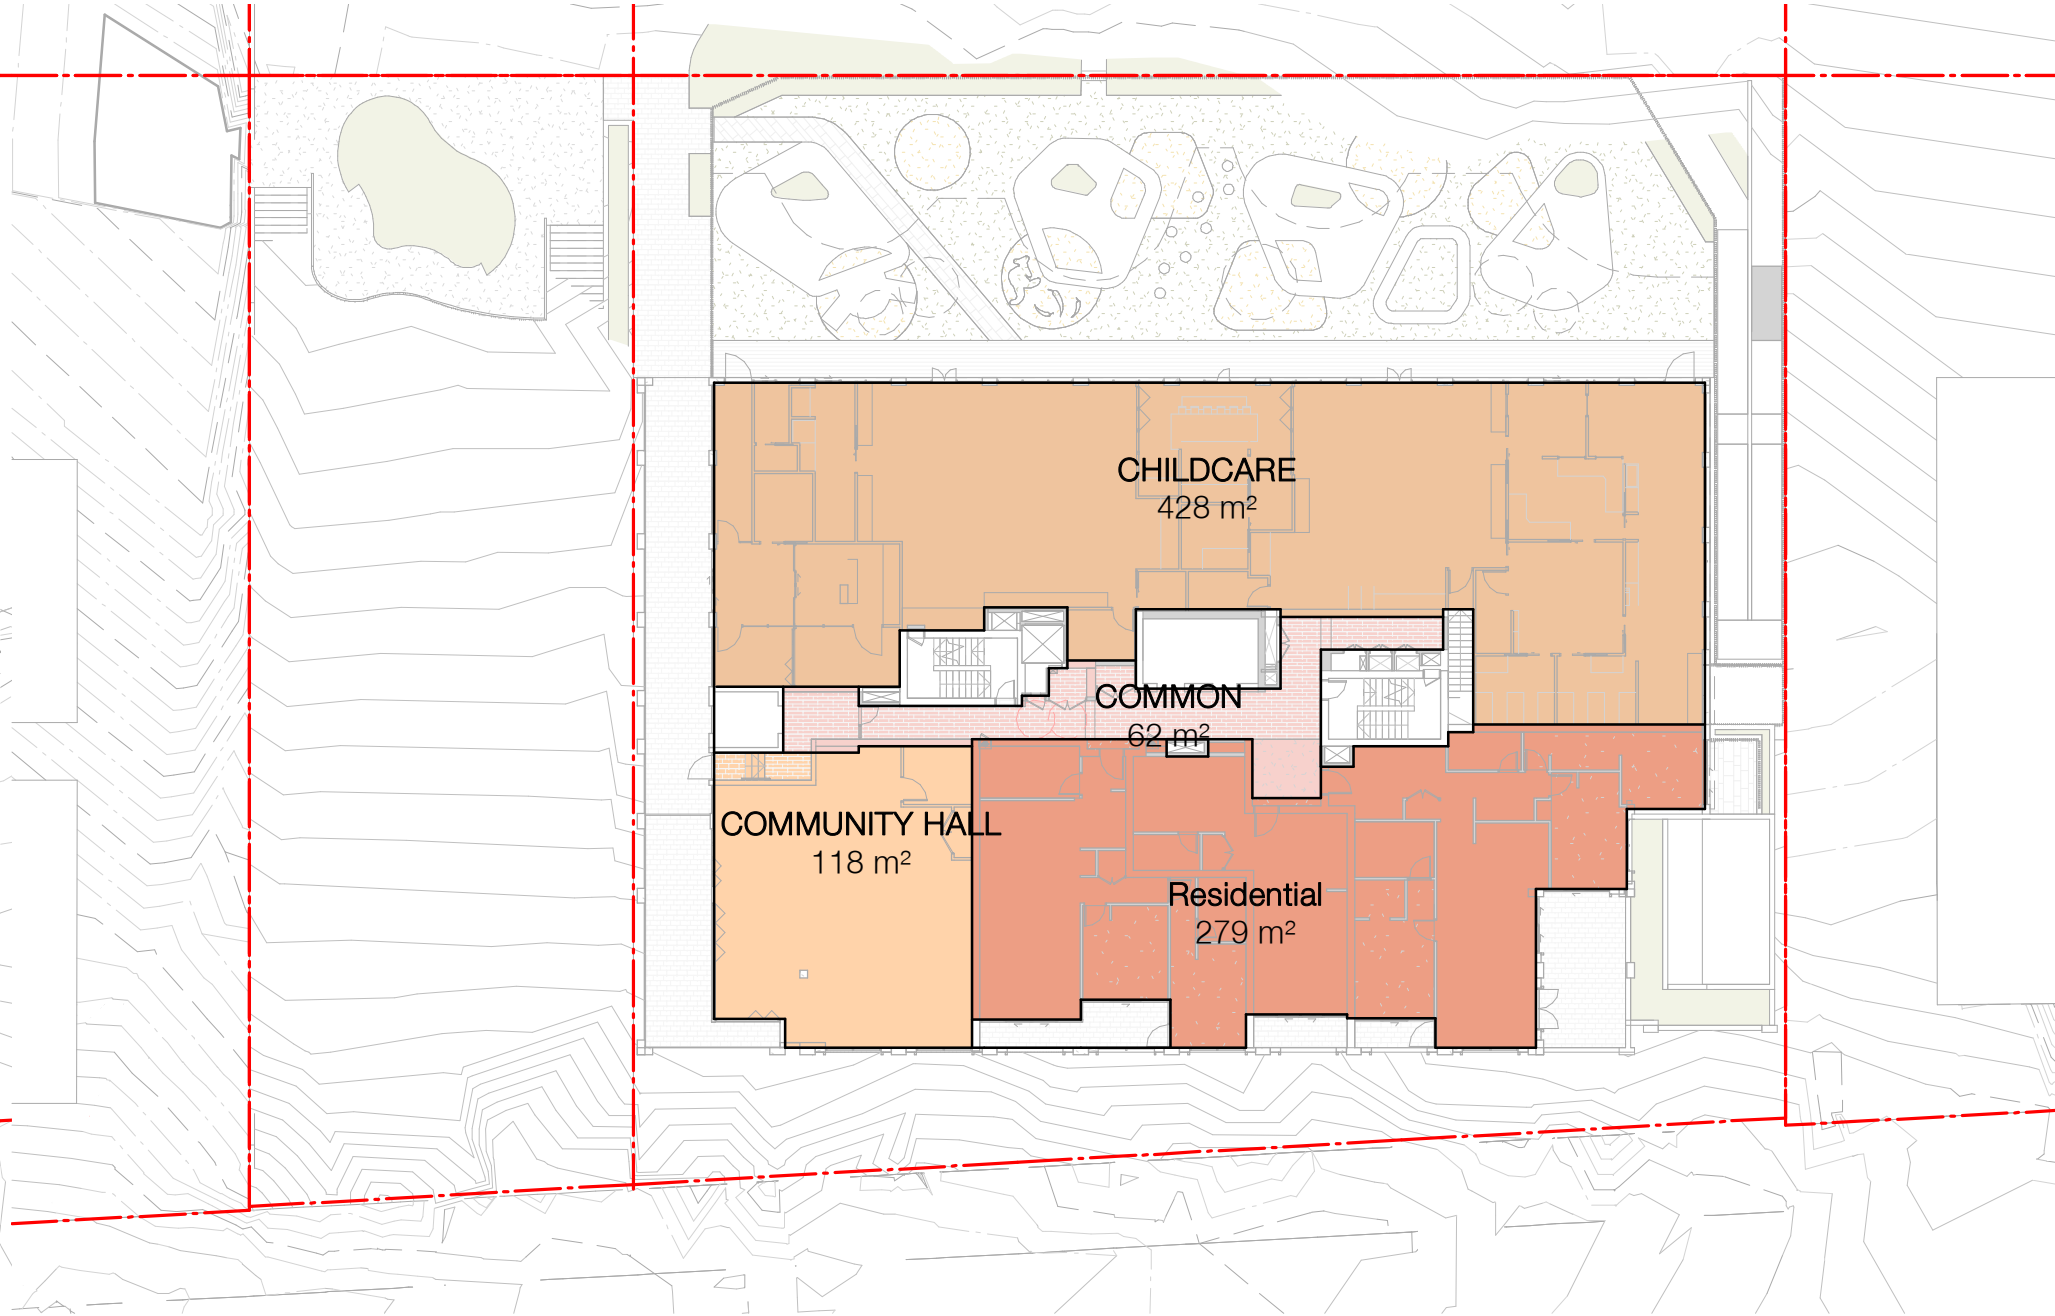 CHILDCARE
428 m²
COMMON
62 m²
COMMUNITY HALL
118 m²
Residential
279 m²